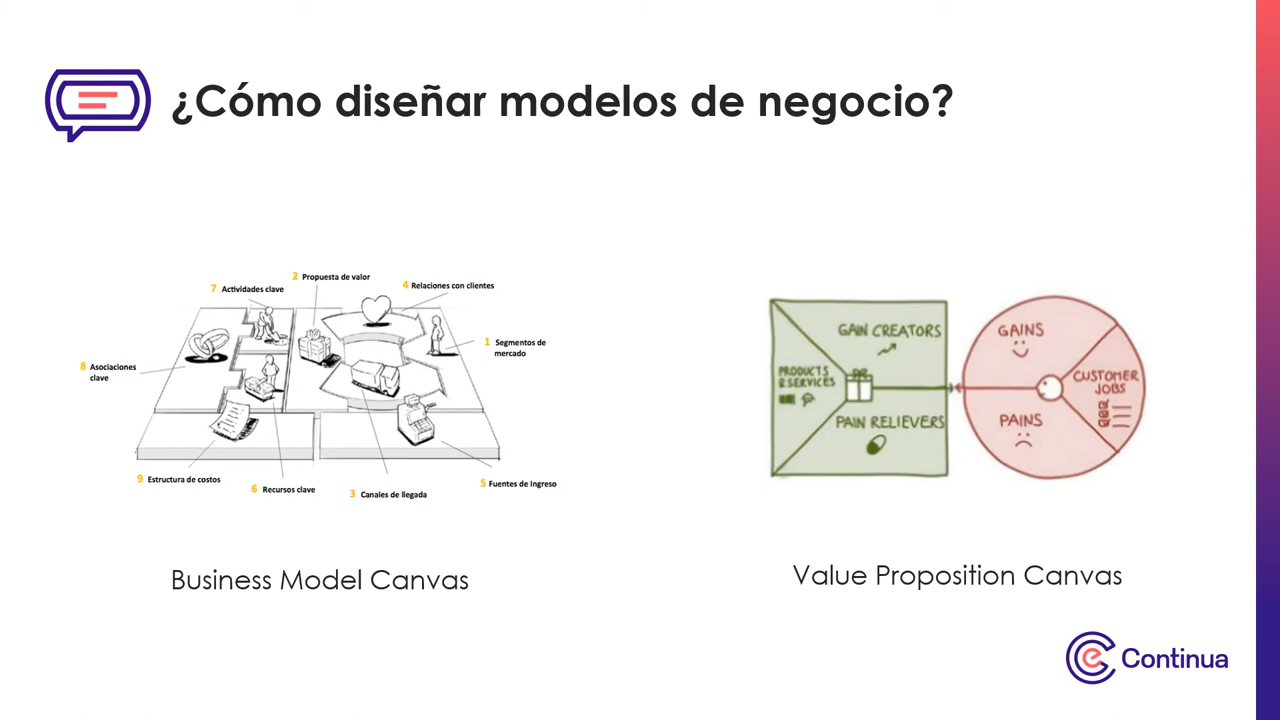 ¿Cómo diseñar modelos de negocio?
2 Propuesta de valor
7 Actividades clave
4 Relaciones con clientes
1 Segmentos de
mercado
8 Asociaciones
clave
9 Estructura de costos
6 Recursos clave
3 Canales de llegada
5 Fuentes de Ingreso
Business Model Canvas
GAIN CREATORS
PRODUCTS
& SERVICES
PAIN RELIEVERS
GAINS
CUSTOMER
JOBS
PAINS
Value Proposition Canvas
e Continua